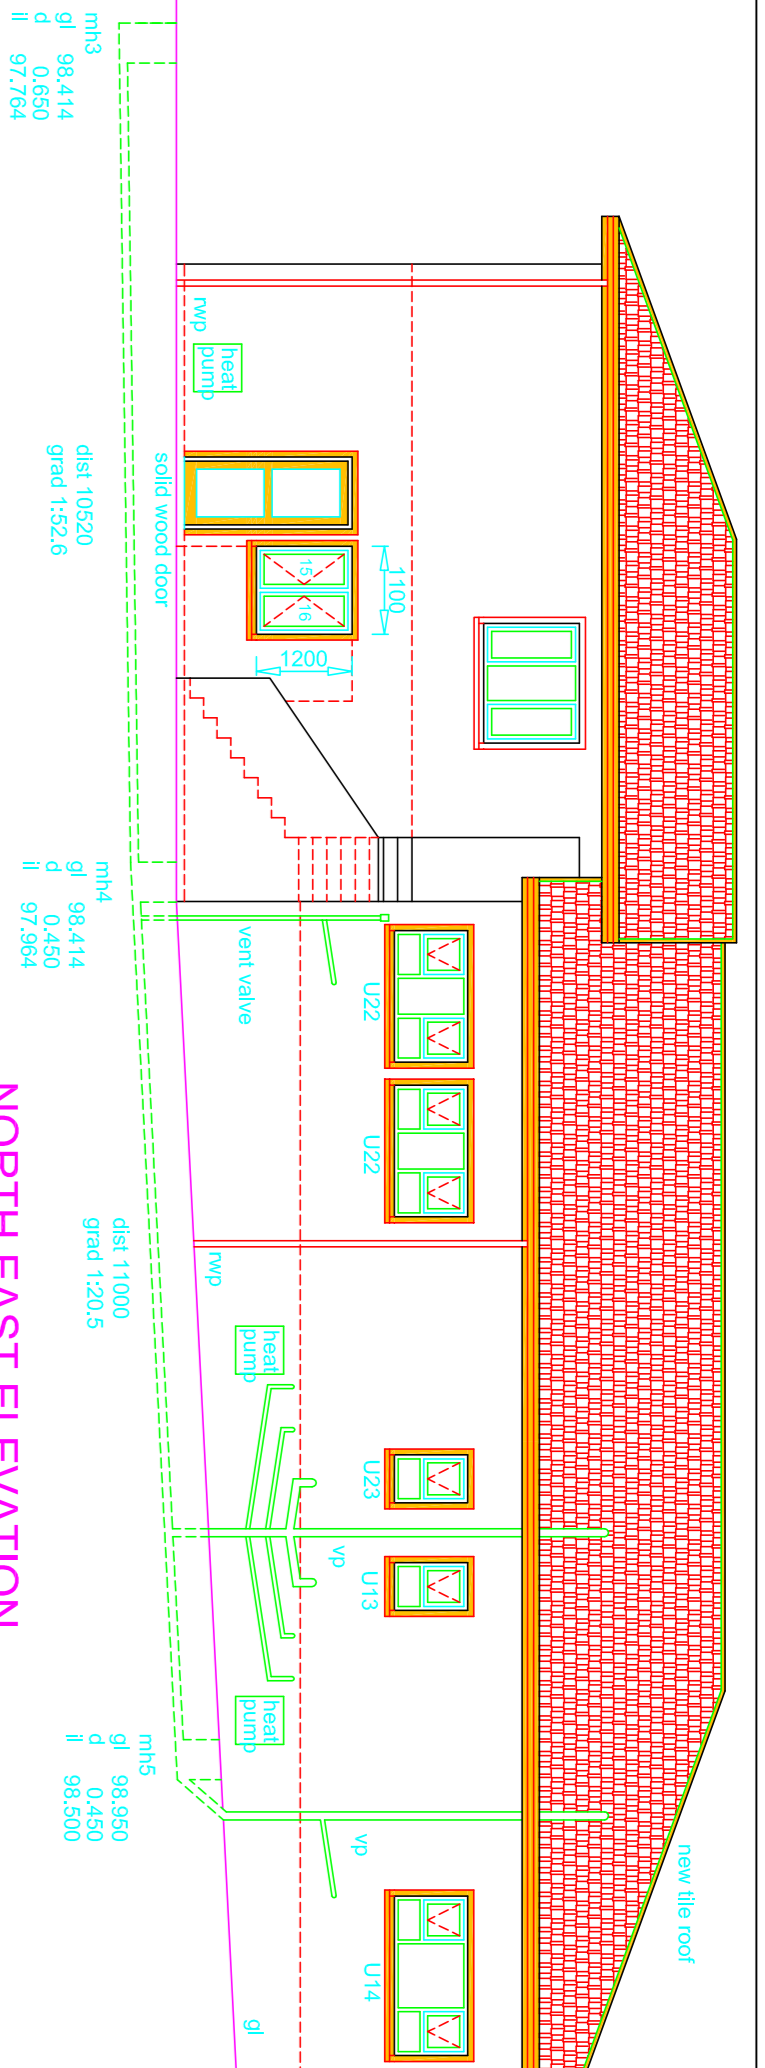 new tile roof
1100
15
16
1200
rwp
heat
pump
solid wood door
U22
U22
U23
U13
U14
vent valve
rwp
heat
pump
vp
heat
pump
vp
gl
mh3
gl 98.414
d 0.650
il 97.764
dist 10520
grad 1:52.6
mh4
gl 98.414
d 0.450
il 97.964
dist 11000
grad 1:20.5
mh5
gl 98.950
d 0.450
il 98.500
NORTH EAST ELEVATION